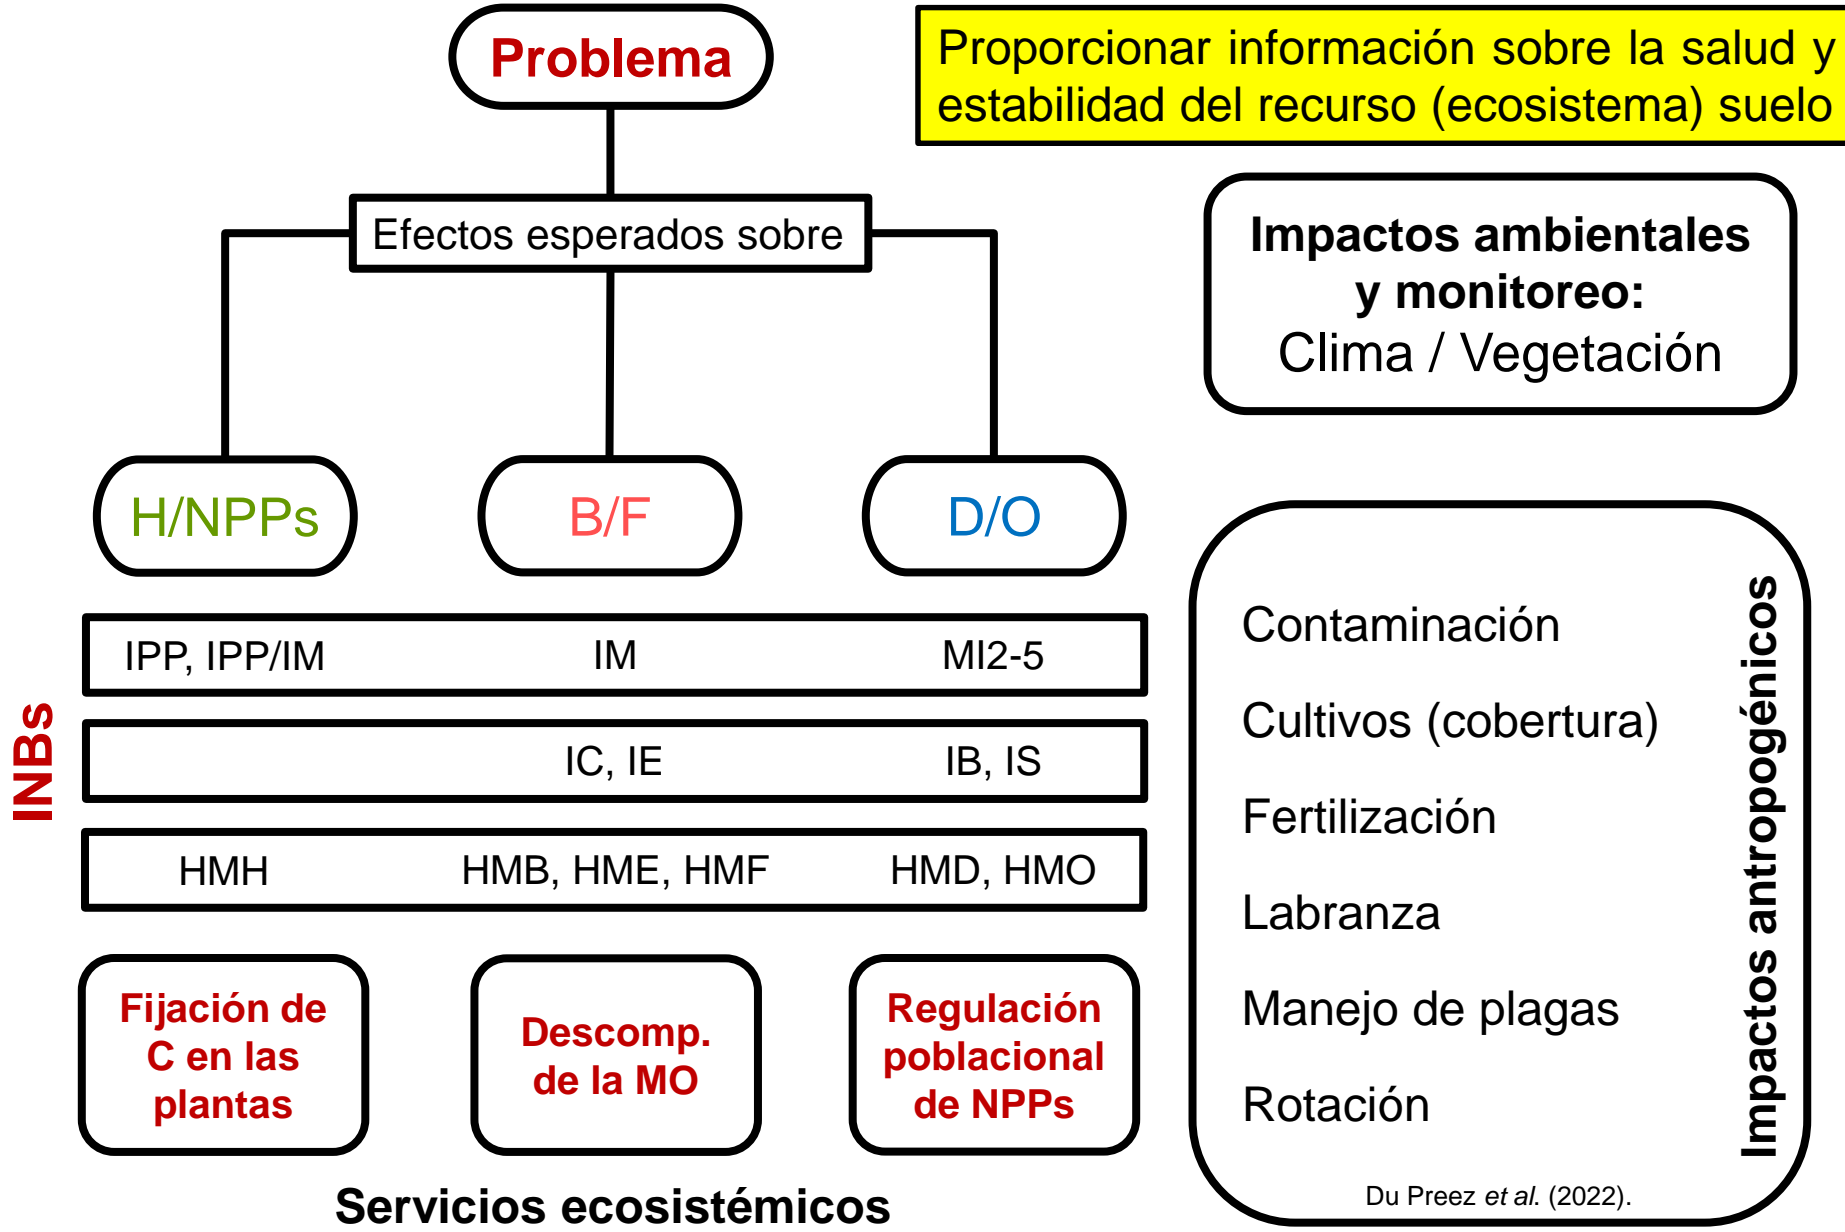 Problema
Proporcionar información sobre la salud y
estabilidad del recurso (ecosistema) suelo
Efectos esperados sobre
Impactos ambientales
y monitoreo:
Clima / Vegetación
H/NPPs
B/F
D/O
INBs
IPP, IPP/IM
IM
MI2-5
IC, IE
IB, IS
HMH
HMB, HME, HMF
HMD, HMO
Fijación de
C en las
plantas
Descomp.
de la MO
Regulación
poblacional
de NPPs
Servicios ecosistémicos
Contaminación
Cultivos (cobertura)
Fertilización
Labranza
Manejo de plagas
Rotación
Impactos antropogénicos
Du Preez et al. (2022).